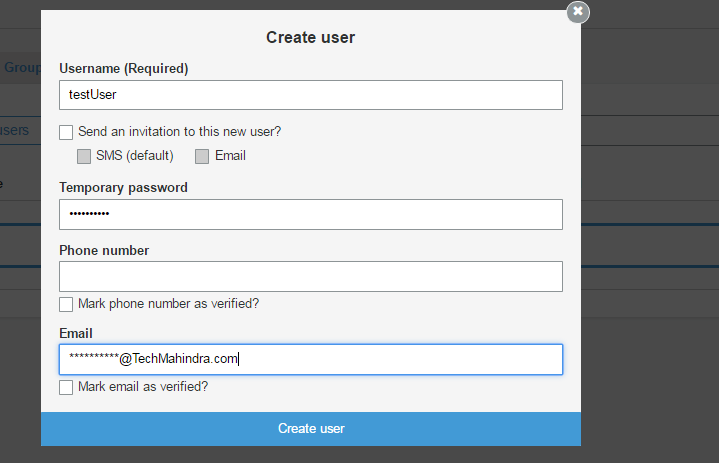 Create user
Group
Username (Required)
testUser
users
Send an invitation to this new user?
SMS (default) Email
Temporary password
••••••••••
Phone number
Mark phone number as verified?
Email
**********@TechMahindra.com
Mark email as verified?
Create user